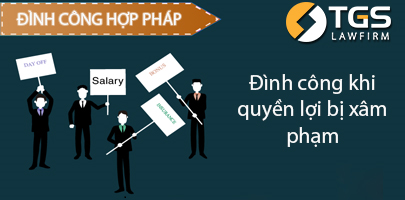 ĐÌNH CÔNG HỢP PHÁP
TGS
LAWFIRM
DAY OFF
Salary
BONUS
INSURANCE
Đình công khi
quyền lợi bị xâm
phạm